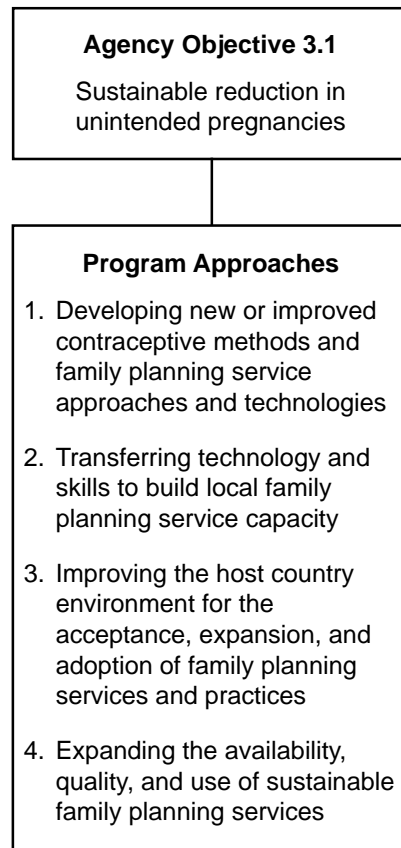 Agency Objective 3.1
Sustainable reduction in
unintended pregnancies
Program Approaches
1. Developing new or improved
contraceptive methods and
family planning service
approaches and technologies
2. Transferring technology and
skills to build local family
planning service capacity
3. Improving the host country
environment for the
acceptance, expansion, and
adoption of family planning
services and practices
4. Expanding the availability,
quality, and use of sustainable
family planning services